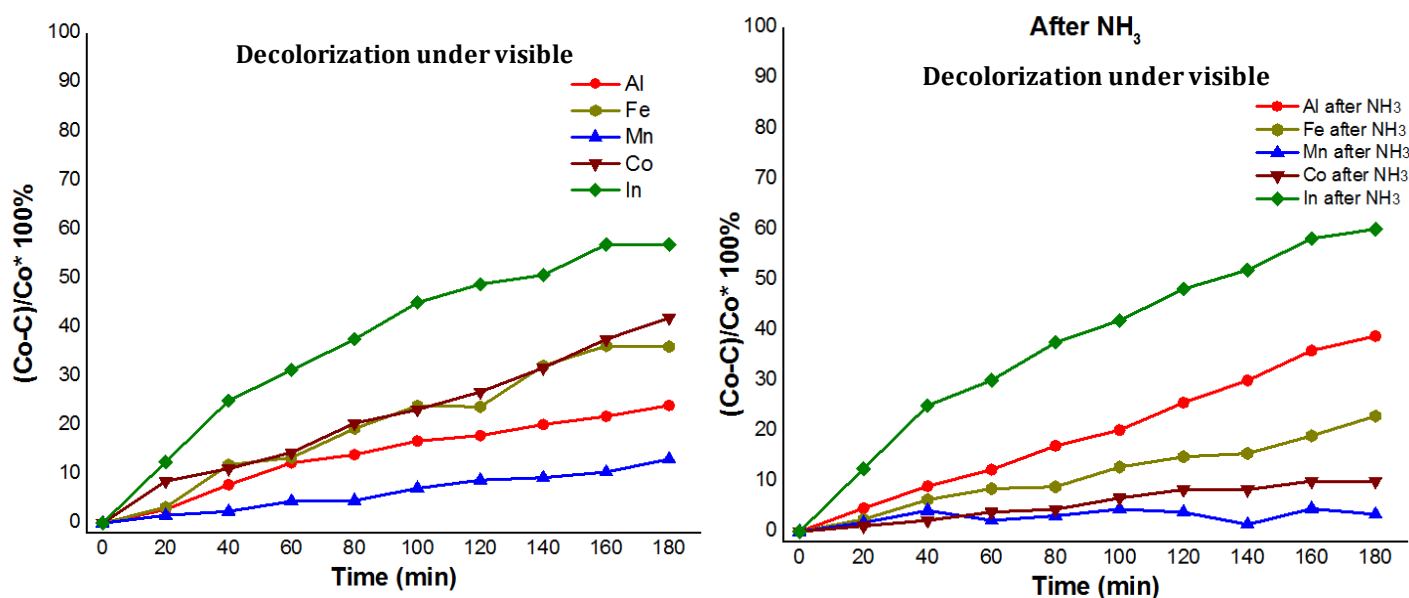 100
90
80
70
60
50
40
30
20
10
0
(Co-C)/Co* 100%
Decolorization under visible
Al
Fe
Mn
Co
In
0 20 40 60 80 100 120 140 160 180
Time (min)
After NH3
100
90
80
70
60
50
40
30
20
10
0
(Co-C)/Co* 100%
Decolorization under visible
Al after NH3
Fe after NH3
Mn after NH3
Co after NH3
In after NH3
0 20 40 60 80 100 120 140 160 180
Time (min)